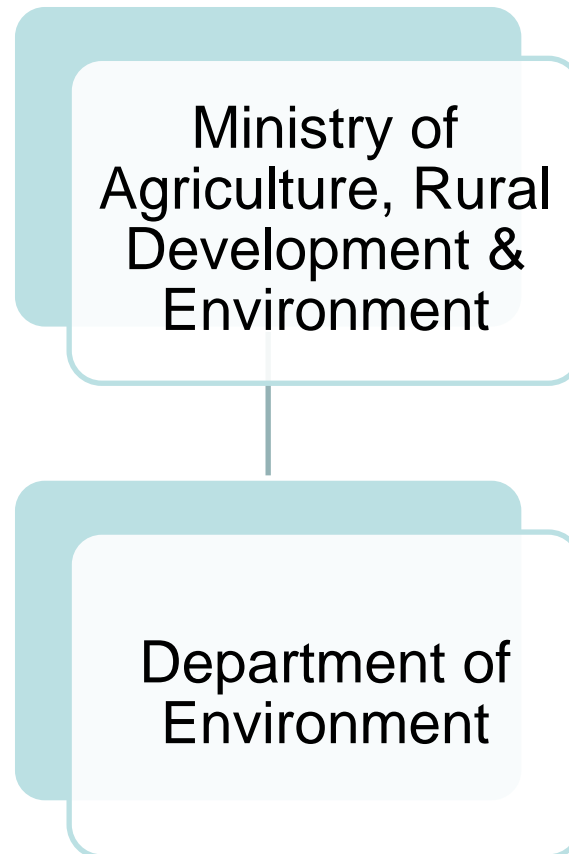 Ministry of
Agriculture, Rural
Development &
Environment
Department of
Environment